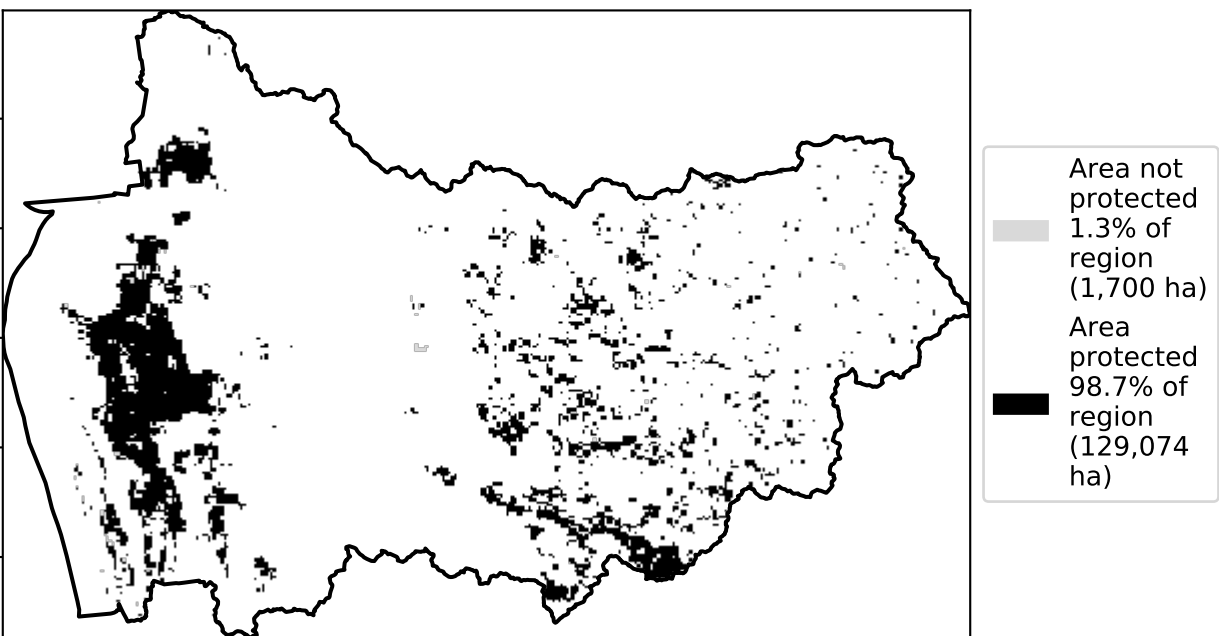 Area not
protected
1.3% of
region
(1,700 ha)
Area
protected
98.7% of
region
(129,074
ha)